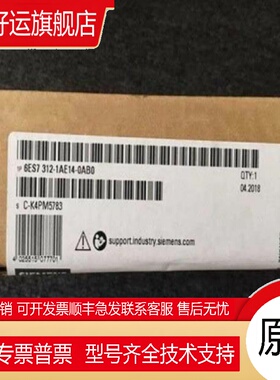 好运旗舰店
1P 6ES7 312-1AE14-0AB0
QTY:1
04.2018
S C-K4PM5783
support.industry.siemens.com
销 可开发票顺丰急发联系客服 售后无忧
专票普票 型号齐全技术支持
原